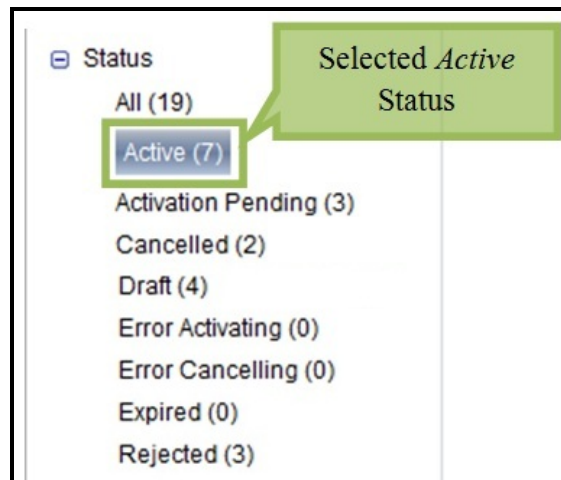 Status
Selected Active
Status
All (19)
Active (7)
Activation Pending (3)
Cancelled (2)
Draft (4)
Error Activating (0)
Error Cancelling (0)
Expired (0)
Rejected (3)